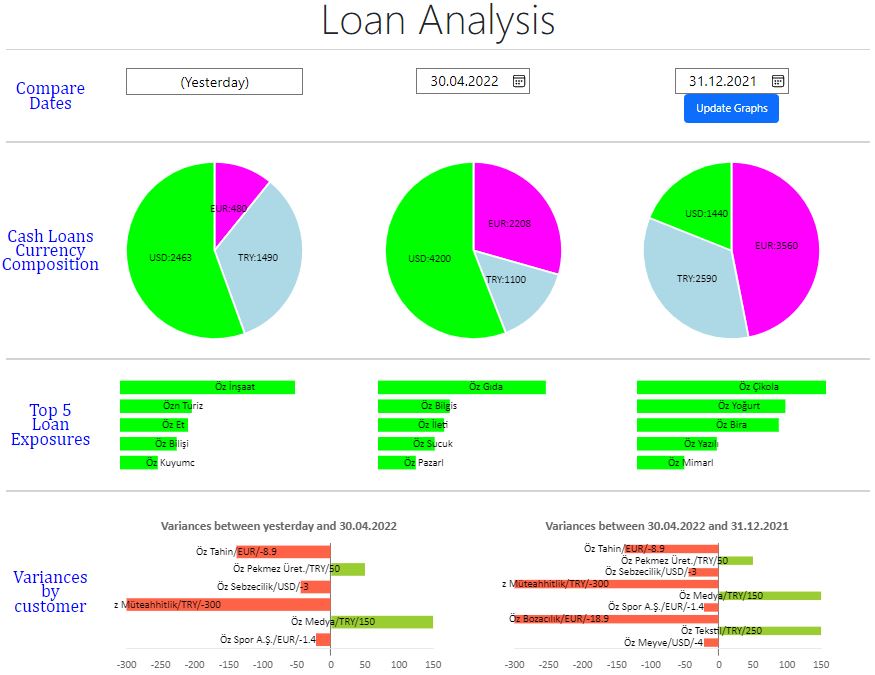 Loan Analysis
Compare
Dates
(Yesterday)
30.04.2022
31.12.2021
Update Graphs
Cash Loans
Currency
Composition
EUR:480
USD:2463
TRY:1490
EUR:2208
USD:4200
TRY:1100
USD:1440
EUR:3560
TRY:2590
Top 5
Loan
Exposures
Öz İnşaat
Özn Turiz
Öz Et
Öz Bilişi
Öz Kuyumc
Öz Gıda
Öz Bilgis
Öz İleti
Öz Sucuk
Öz Pazarl
Öz Çikola
Öz Yoğurt
Öz Bira
Öz Yazılı
Öz Mimarl
Variances
by
customer
Variances between yesterday and 30.04.2022
Öz Tahin/EUR/-8.9
Öz Pekmez Üret./TRY/50
Öz Sebzecilik/USD/-3
z Müteahhitlik/TRY/-300
Öz Medya/TRY/150
Öz Spor A.Ş./EUR/-1.4
-300 -250 -200 -150 -100 -50 0 50 100 150
Variances between 30.04.2022 and 31.12.2021
Öz Tahin/EUR/-8.9
Öz Pekmez Üret./TRY/50
Öz Sebzecilik/USD/-3
z Müteahhitlik/TRY/-300
Öz Medya/TRY/150
Öz Spor A.Ş./EUR/-1.4
Öz Bozacılık/EUR/-18.9
Öz Tekstil/TRY/250
Öz Meyve/USD/-4
-300 -250 -200 -150 -100 -50 0 50 100 150